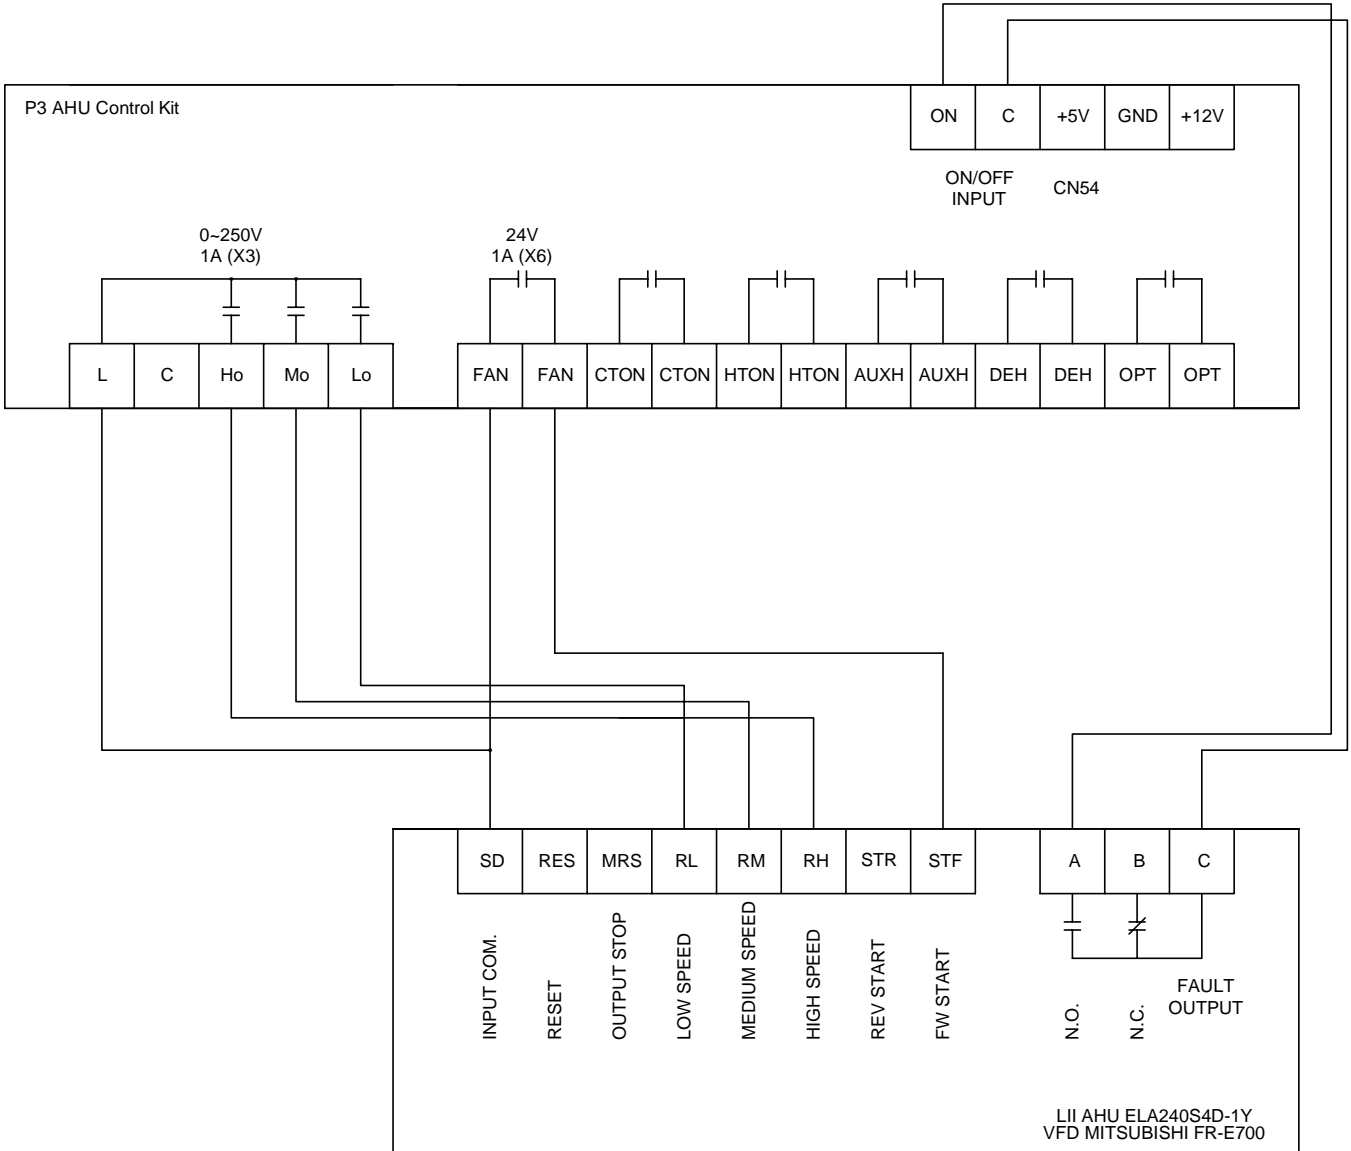 P3 AHU Control Kit
ON C +5V GND +12V
ON/OFF
INPUT
CN54
0~250V
1A (X3)
24V
1A (X6)
L C Ho Mo Lo
FAN FAN CTON CTON HTON HTON AUXH AUXH DEH DEH OPT OPT
SD RES MRS RL RM RH STR STF
A B C
INPUT COM.
RESET
OUTPUT STOP
LOW SPEED
MEDIUM SPEED
HIGH SPEED
REV START
FW START
N.O.
N.C.
FAULT
OUTPUT
LII AHU ELA240S4D-1Y
VFD MITSUBISHI FR-E700